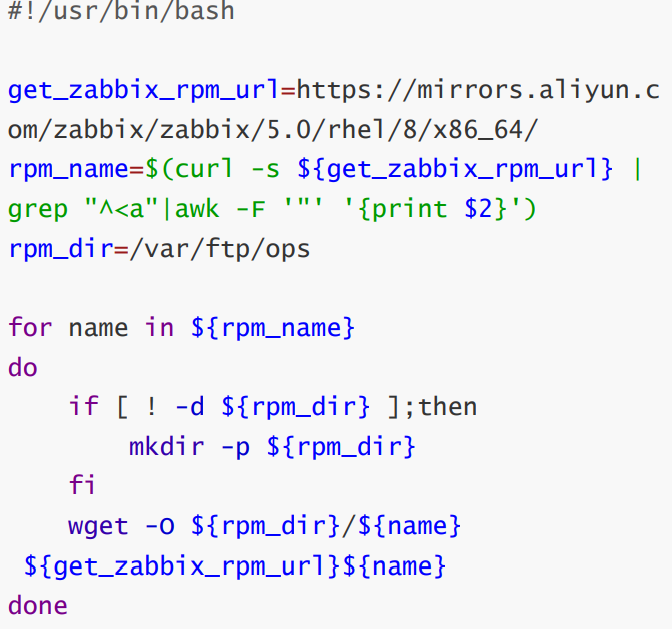 #!/usr/bin/bash

get_zabbix_rpm_url=https://mirrors.aliyun.c
om/zabbix/zabbix/5.0/rhel/8/x86_64/
rpm_name=$(curl -s ${get_zabbix_rpm_url} |
grep "^<a"|awk -F '"' '{print $2}')
rpm_dir=/var/ftp/ops

for name in ${rpm_name}
do
    if [ ! -d ${rpm_dir} ];then
        mkdir -p ${rpm_dir}
    fi
    wget -O ${rpm_dir}/${name}
 ${get_zabbix_rpm_url}${name}
done